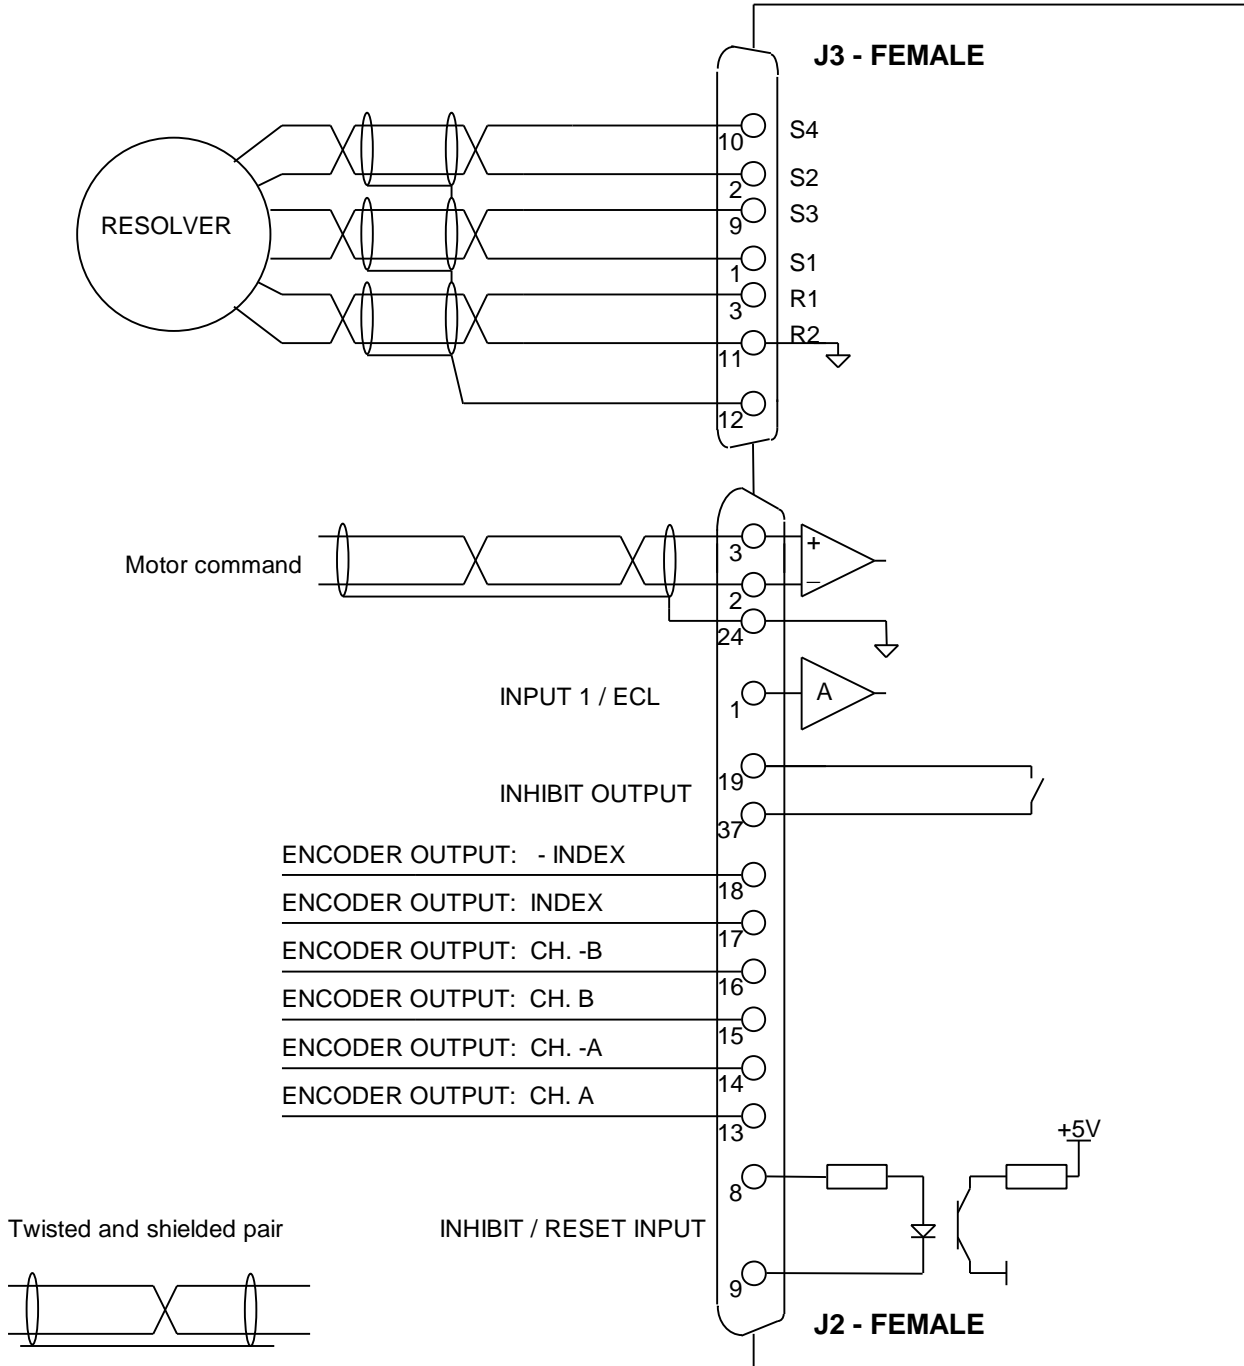 J3 - FEMALE
10 S4
2 S2
RESOLVER
9 S3
1 S1
3 R1
11 R2
12
Motor command
3 +
2 –
24
INPUT 1 / ECL
1 A
19
INHIBIT OUTPUT
37
ENCODER OUTPUT: - INDEX
18
ENCODER OUTPUT: INDEX
17
ENCODER OUTPUT: CH. -B
16
ENCODER OUTPUT: CH. B
15
ENCODER OUTPUT: CH. -A
14
ENCODER OUTPUT: CH. A
13
+5V
8
Twisted and shielded pair
INHIBIT / RESET INPUT
9
J2 - FEMALE